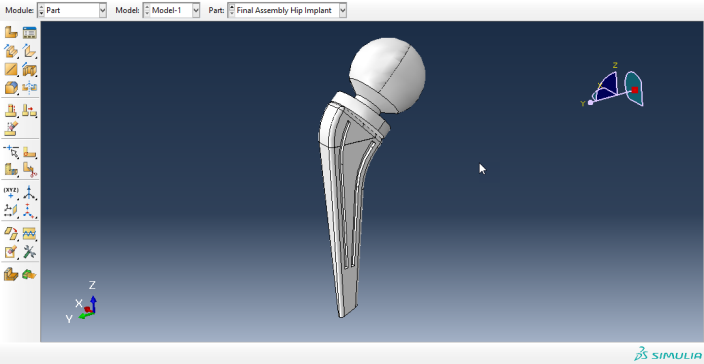 Module: Part Model: Model-1 Part: Final Assembly Hip Implant
Z
Y
(XYZ)
Z
X
Y
SIMULIA